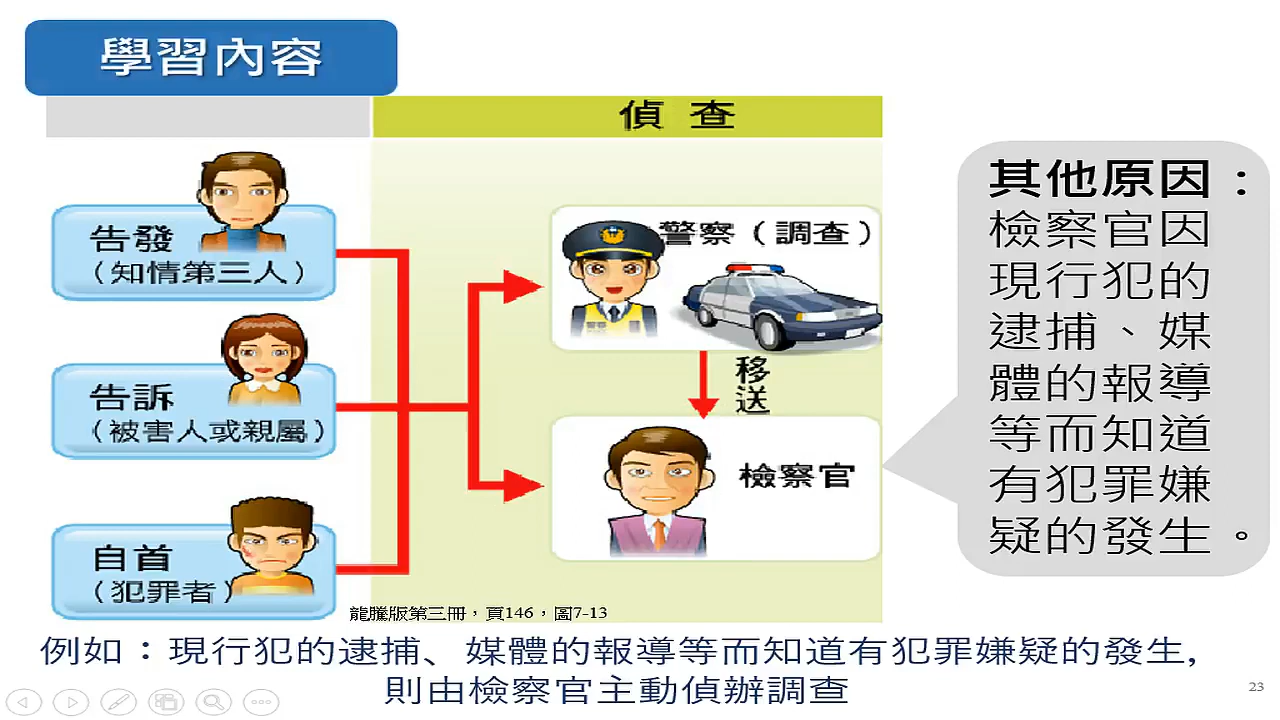 學習內容
偵查
告發
（知情第三人）
告訴
（被害人或親屬）
自首
（犯罪者）
警察（調查）
移送
檢察官
其他原因：
檢察官因
現行犯的
逮捕、媒
體的報導
等而知道
有犯罪嫌
疑的發生。
龍騰版第三冊，頁146，圖7-13
例如：現行犯的逮捕、媒體的報導等而知道有犯罪嫌疑的發生,
則由檢察官主動偵辦調查
23